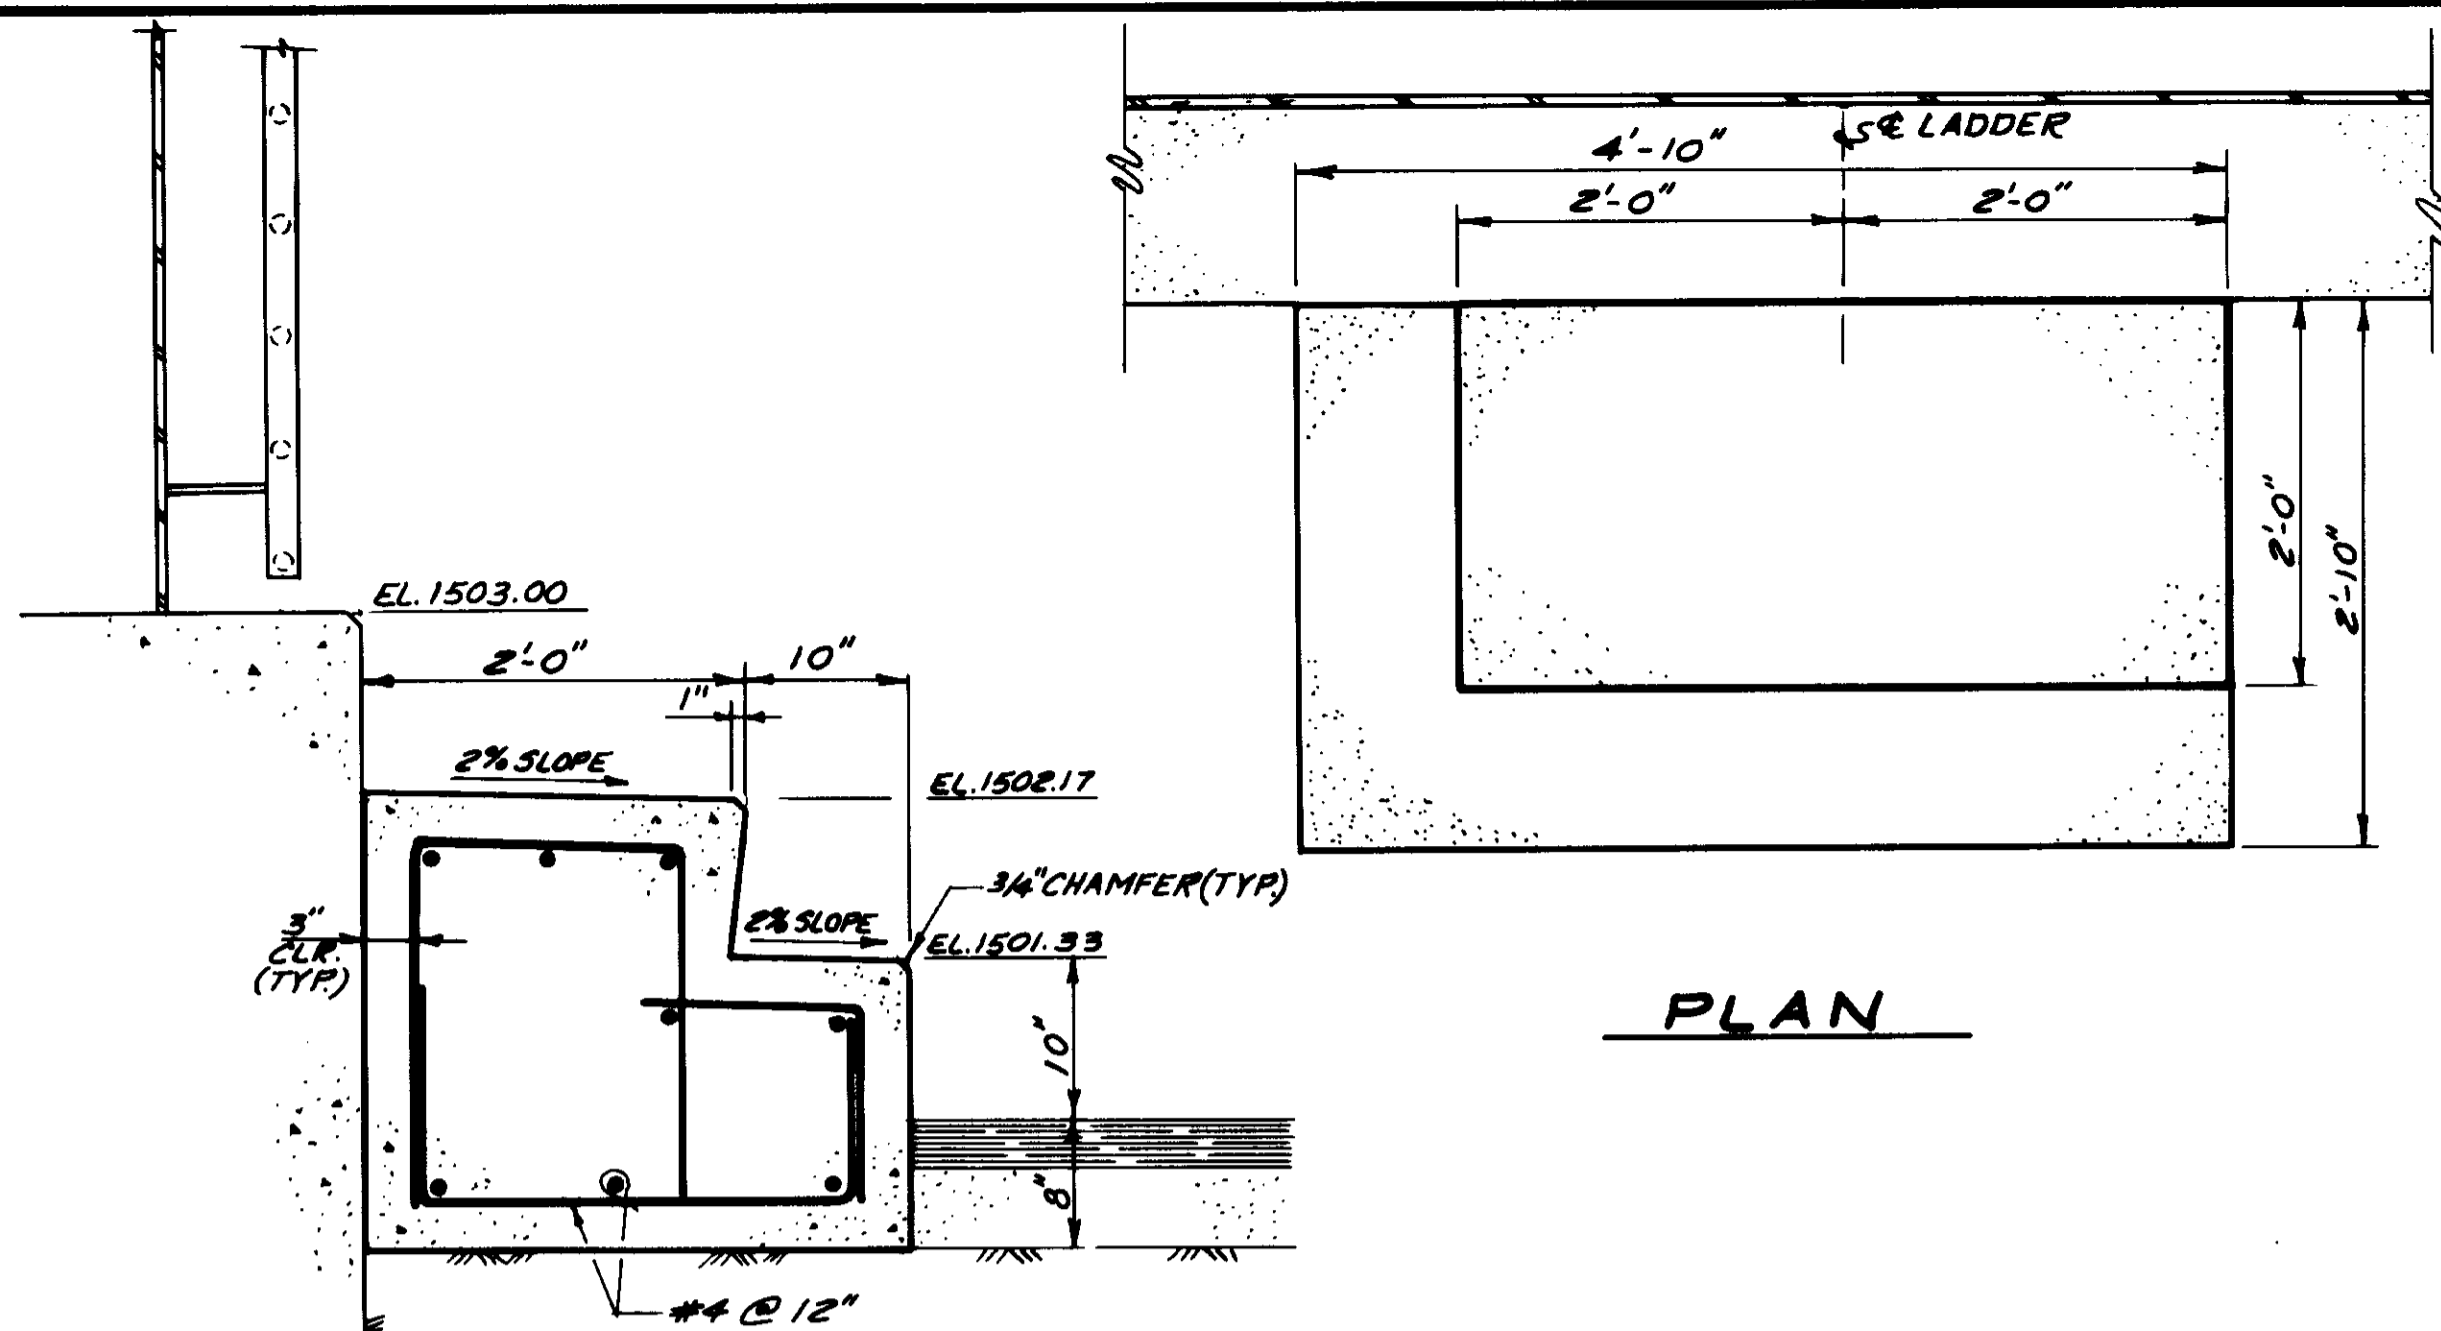 ℄ LADDER
4'-10"
2'-0"
2'-0"
2'-0"
2'-10"
EL. 1503.00
2'-0"
10"
1"
2% SLOPE
EL. 1502.17
3/4" CHAMFER (TYP.)
3"
CLR.
(TYP.)
2% SLOPE
EL. 1501.33
10"
8"
#4 @ 12"
PLAN